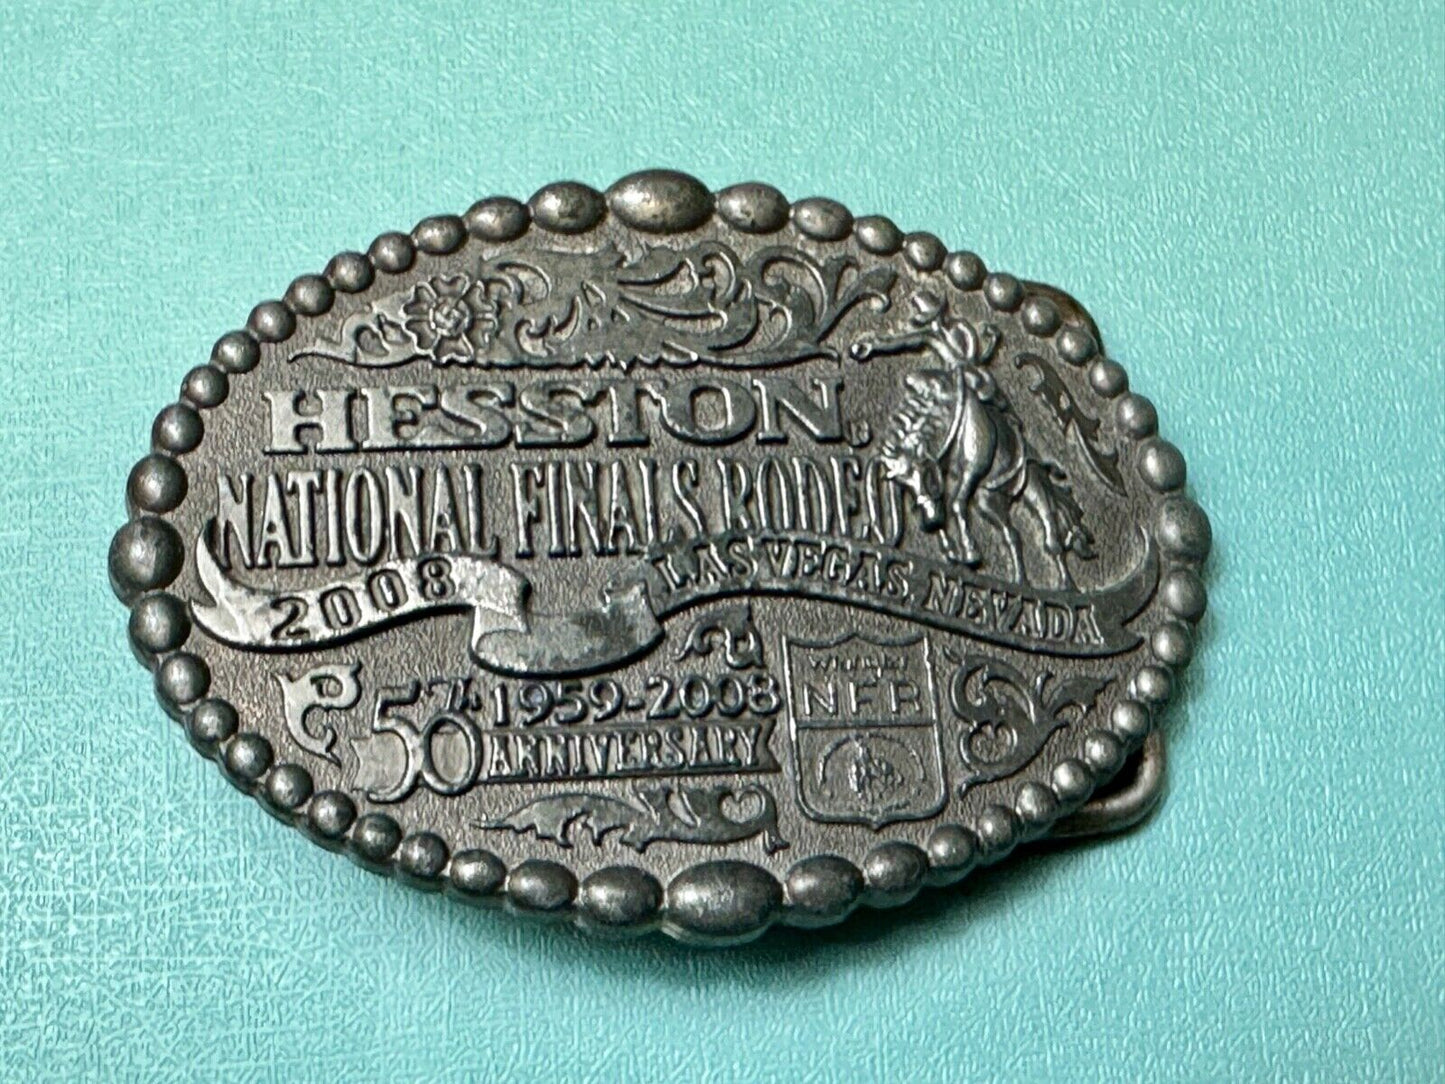 HESSTON®
NATIONAL FINALS RODEO
2008 LAS VEGAS, NEVADA
50th 1959-2008
ANNIVERSARY
NFR